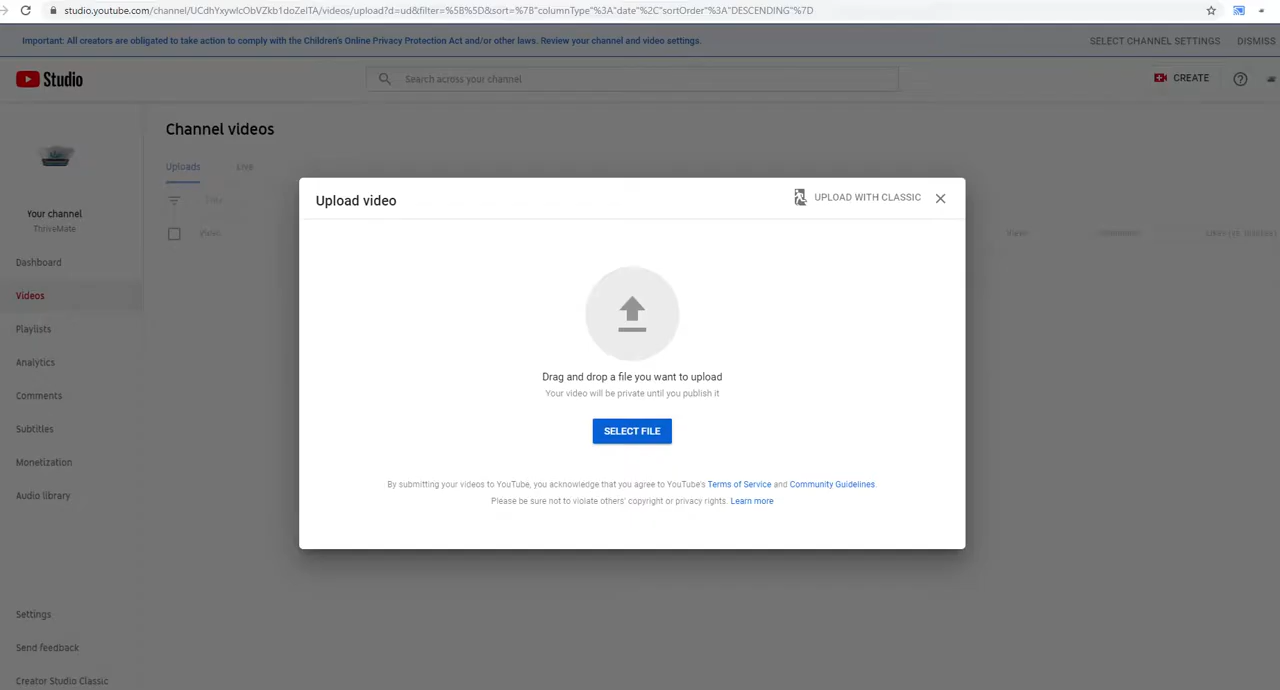 studio.youtube.com/channel/UCdhYxywlcObVZkb1doZeITA/videos/upload?d=ud&filter=%5B%5D&sort=%7B"columnType"%3A"date"%2C"sortOrder"%3A"DESCENDING"%7D
Important: All creators are obligated to take action to comply with the Children's Online Privacy Protection Act and/or other laws. Review your channel and video settings.
SELECT CHANNEL SETTINGS
DISMISS
Studio
Search across your channel
CREATE
Channel videos
Uploads
Live
Your channel
ThriveMate
Dashboard
Videos
Playlists
Analytics
Comments
Subtitles
Monetization
Audio library
Settings
Send feedback
Creator Studio Classic
Upload video
UPLOAD WITH CLASSIC
Drag and drop a file you want to upload
Your video will be private until you publish it
SELECT FILE
By submitting your videos to YouTube, you acknowledge that you agree to YouTube's Terms of Service and Community Guidelines.
Please be sure not to violate others' copyright or privacy rights. Learn more